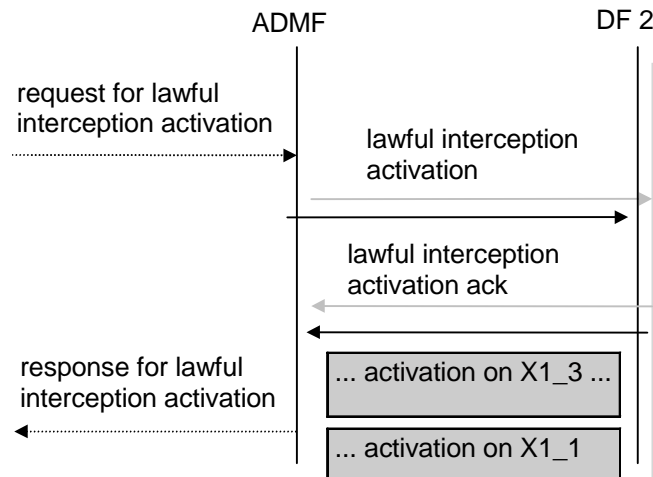 ADMF
DF 2
request for lawful
interception activation
lawful interception
activation
lawful interception
activation ack
response for lawful
interception activation
... activation on X1_3 ...
... activation on X1_1